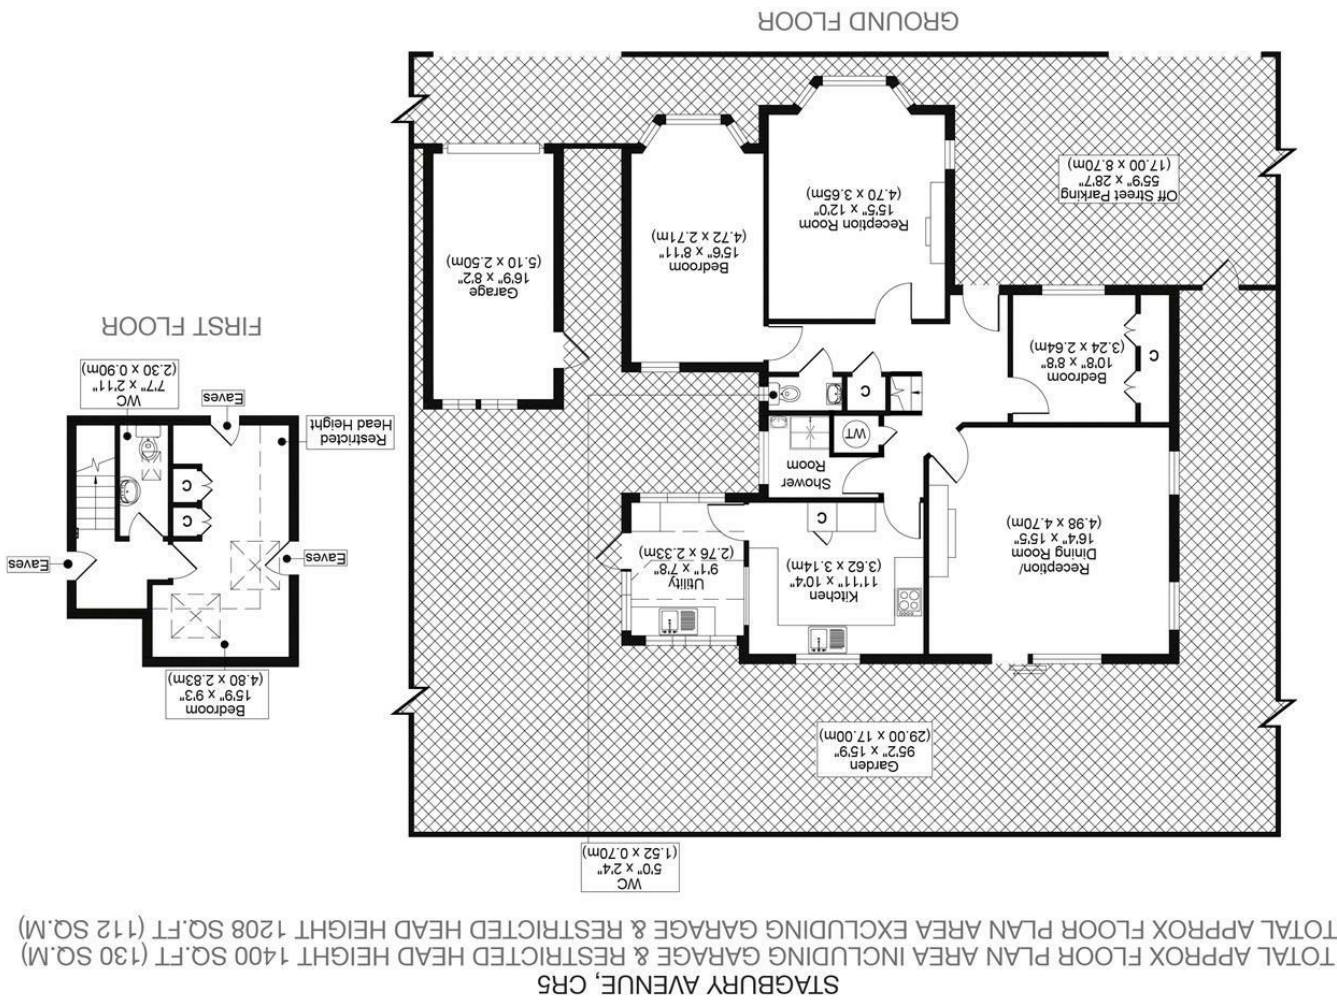 STAGBURY AVENUE, CR5
TOTAL APPROX FLOOR PLAN AREA INCLUDING GARAGE & RESTRICTED HEAD HEIGHT 1400 SQ.FT (130 SQ.M)
TOTAL APPROX FLOOR PLAN AREA EXCLUDING GARAGE & RESTRICTED HEAD HEIGHT 1208 SQ.FT (112 SQ.M)
WC
5'0" x 2'4"
(1.52 x 0.70m)
Garden
95'2" x 15'9"
(29.00 x 17.00m)
Reception/
Dining Room
16'4" x 15'5"
(4.98 x 4.70m)
Kitchen
11'11" x 10'4"
(3.62 x 3.14m)
Utility
9'1" x 7'8"
(2.76 x 2.33m)
C
Shower
Room
WT
C
C
Bedroom
10'8" x 8'8"
(3.24 x 2.64m)
Reception Room
15'5" x 12'0"
(4.70 x 3.65m)
Bedroom
15'6" x 8'11"
(4.72 x 2.71m)
Garage
16'9" x 8'2"
(5.10 x 2.50m)
Off Street Parking
55'9" x 28'7"
(17.00 x 8.70m)
GROUND FLOOR
Bedroom
15'9" x 9'3"
(4.80 x 2.83m)
Eaves
Eaves
C
C
Restricted
Head Height
Eaves
WC
7'7" x 2'11"
(2.30 x 0.90m)
FIRST FLOOR